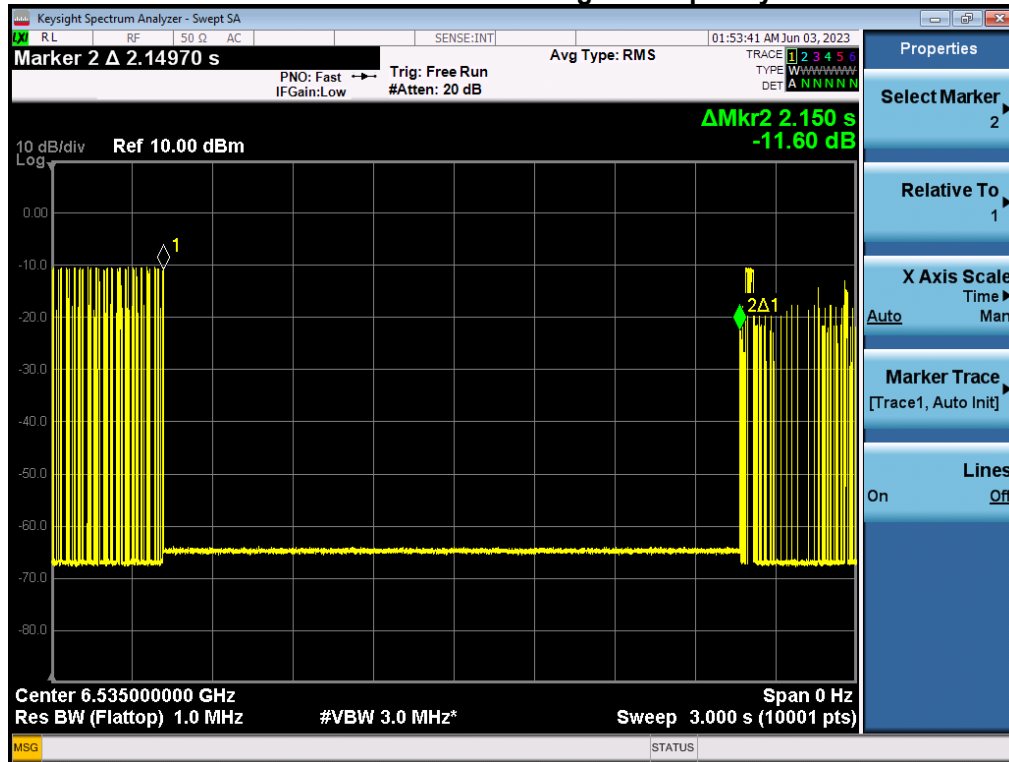 Keysight Spectrum Analyzer - Swept SA
LXI RL RF 50 Ω AC SENSE:INT 01:53:41 AM Jun 03, 2023
Marker 2 Δ 2.14970 s
PNO: Fast
IFGain:Low
Trig: Free Run
#Atten: 20 dB
Avg Type: RMS
TRACE 1 2 3 4 5 6
TYPE WWWWWW
DET A N N N N N
ΔMkr2 2.150 s
-11.60 dB
10 dB/div Ref 10.00 dBm
Log
0.00
-10.0
-20.0
-30.0
-40.0
-50.0
-60.0
-70.0
-80.0
1
2Δ1
Center 6.535000000 GHz Span 0 Hz
Res BW (Flattop) 1.0 MHz #VBW 3.0 MHz* Sweep 3.000 s (10001 pts)
MSG STATUS
Properties
Select Marker
2
Relative To
1
X Axis Scale
Time
Auto Man
Marker Trace
[Trace1, Auto Init]
Lines
On Off